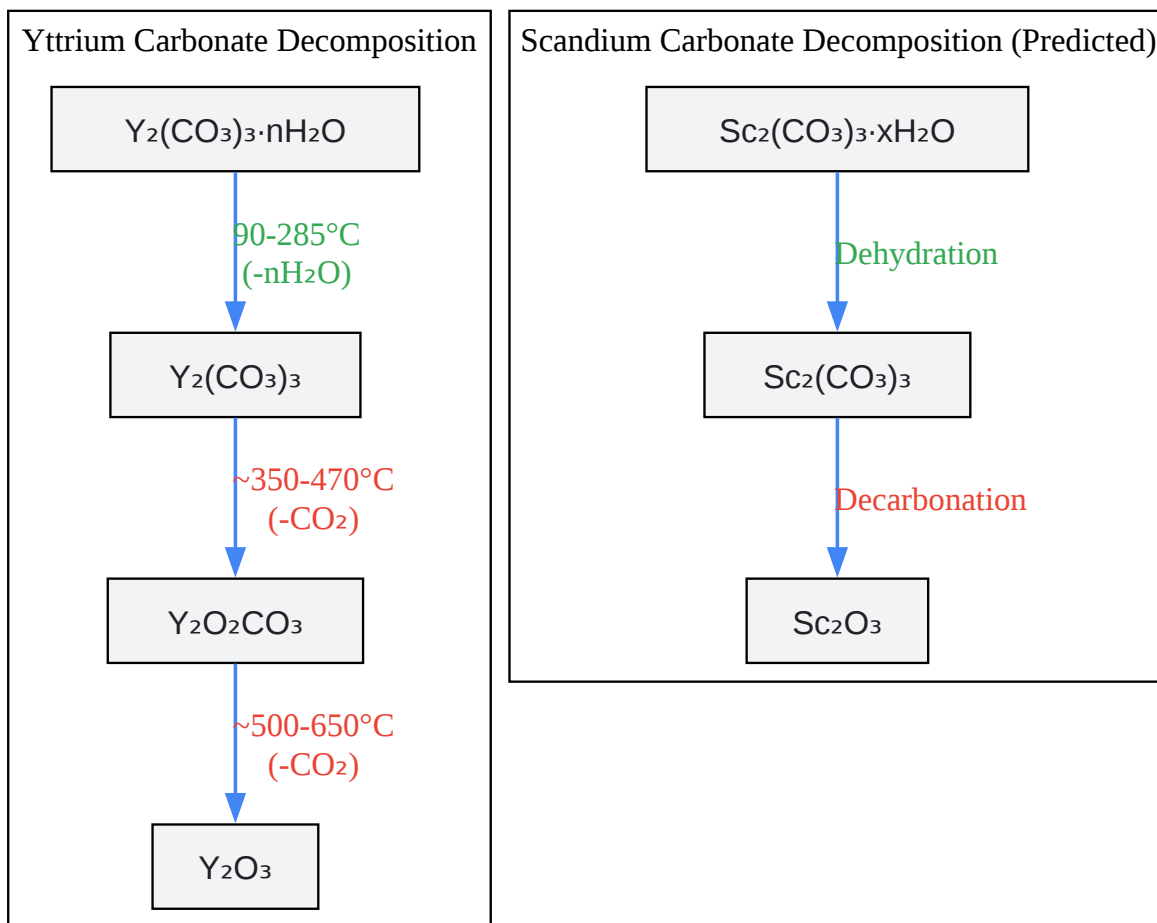 Yttrium Carbonate Decomposition
Y₂(CO₃)₃·nH₂O
90-285°C
(-nH₂O)
Y₂(CO₃)₃
~350-470°C
(-CO₂)
Y₂O₂CO₃
~500-650°C
(-CO₂)
Y₂O₃
Scandium Carbonate Decomposition (Predicted)
Sc₂(CO₃)₃·xH₂O
Dehydration
Sc₂(CO₃)₃
Decarbonation
Sc₂O₃